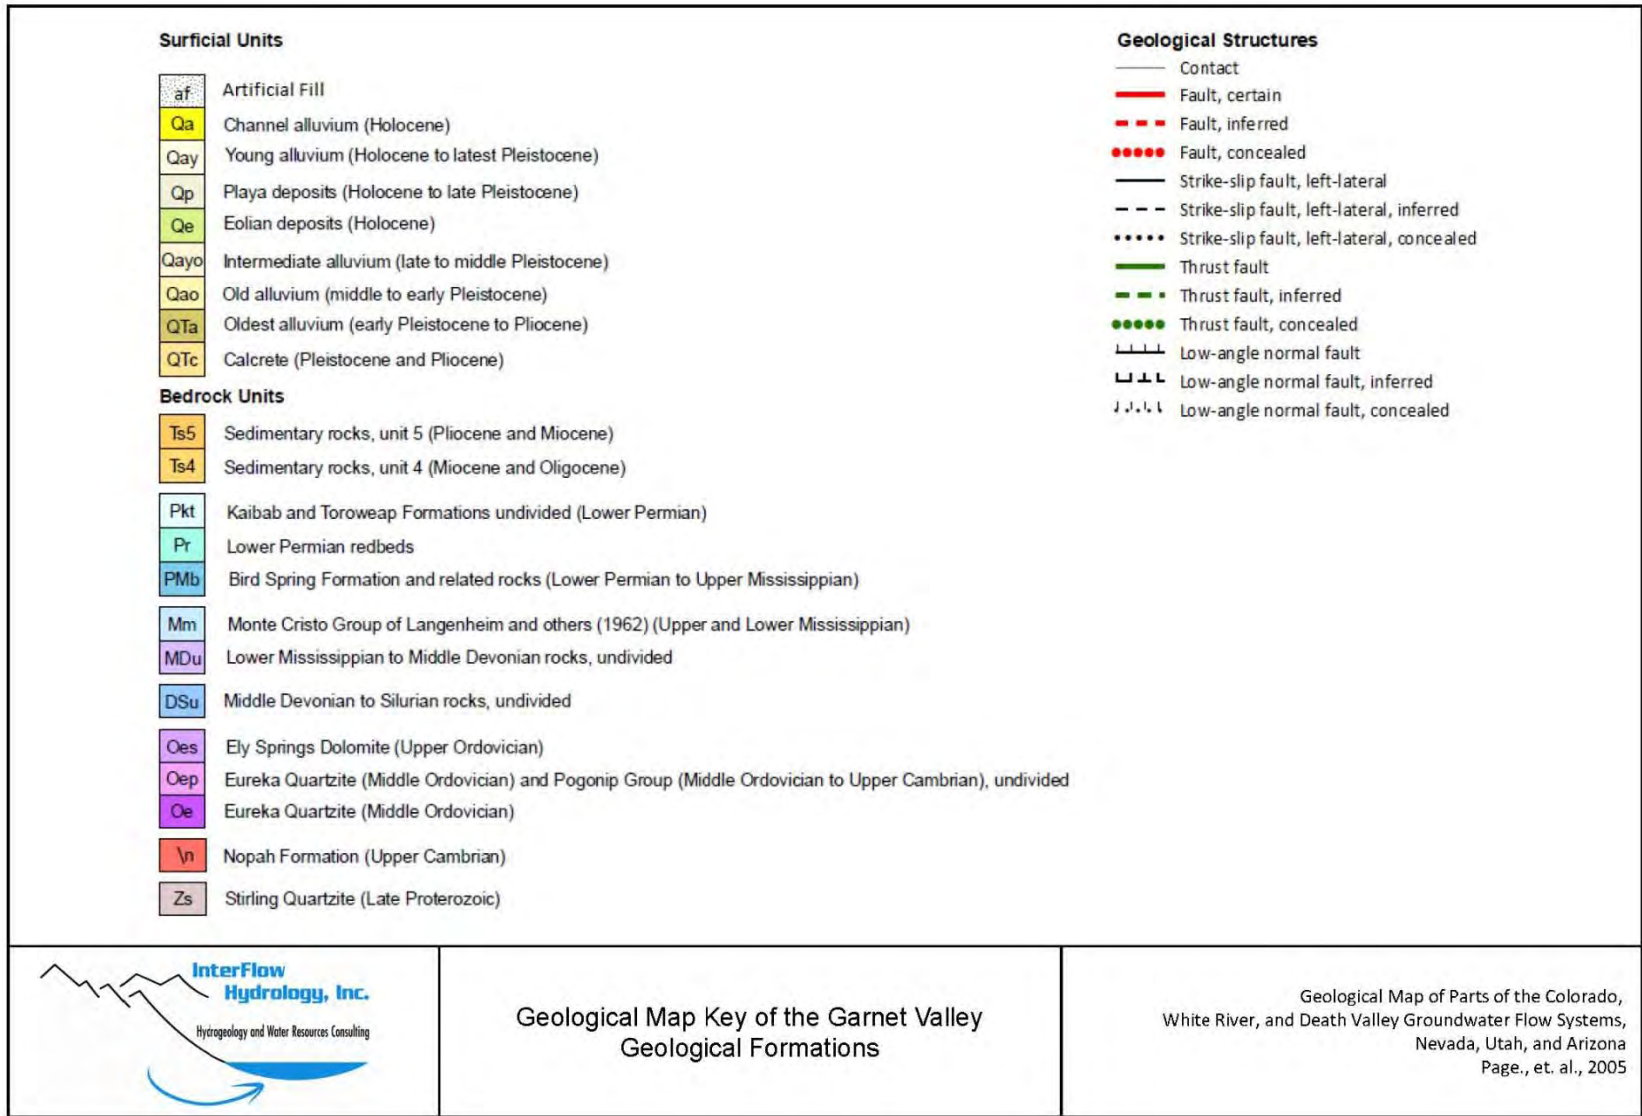 Surficial Units
af Artificial Fill
Qa Channel alluvium (Holocene)
Qay Young alluvium (Holocene to latest Pleistocene)
Qp Playa deposits (Holocene to late Pleistocene)
Qe Eolian deposits (Holocene)
Qayo Intermediate alluvium (late to middle Pleistocene)
Qao Old alluvium (middle to early Pleistocene)
QTa Oldest alluvium (early Pleistocene to Pliocene)
QTc Calcrete (Pleistocene and Pliocene)
Bedrock Units
Ts5 Sedimentary rocks, unit 5 (Pliocene and Miocene)
Ts4 Sedimentary rocks, unit 4 (Miocene and Oligocene)
Pkt Kaibab and Toroweap Formations undivided (Lower Permian)
Pr Lower Permian redbeds
PMb Bird Spring Formation and related rocks (Lower Permian to Upper Mississippian)
Mm Monte Cristo Group of Langenheim and others (1962) (Upper and Lower Mississippian)
MDu Lower Mississippian to Middle Devonian rocks, undivided
DSu Middle Devonian to Silurian rocks, undivided
Oes Ely Springs Dolomite (Upper Ordovician)
Oep Eureka Quartzite (Middle Ordovician) and Pogonip Group (Middle Ordovician to Upper Cambrian), undivided
Oe Eureka Quartzite (Middle Ordovician)
\n Nopah Formation (Upper Cambrian)
Zs Stirling Quartzite (Late Proterozoic)
Geological Structures
Contact
Fault, certain
Fault, inferred
Fault, concealed
Strike-slip fault, left-lateral
Strike-slip fault, left-lateral, inferred
Strike-slip fault, left-lateral, concealed
Thrust fault
Thrust fault, inferred
Thrust fault, concealed
Low-angle normal fault
Low-angle normal fault, inferred
Low-angle normal fault, concealed
InterFlow
Hydrology, Inc.
Hydrogeology and Water Resources Consulting
Geological Map Key of the Garnet Valley
Geological Formations
Geological Map of Parts of the Colorado,
White River, and Death Valley Groundwater Flow Systems,
Nevada, Utah, and Arizona
Page., et. al., 2005